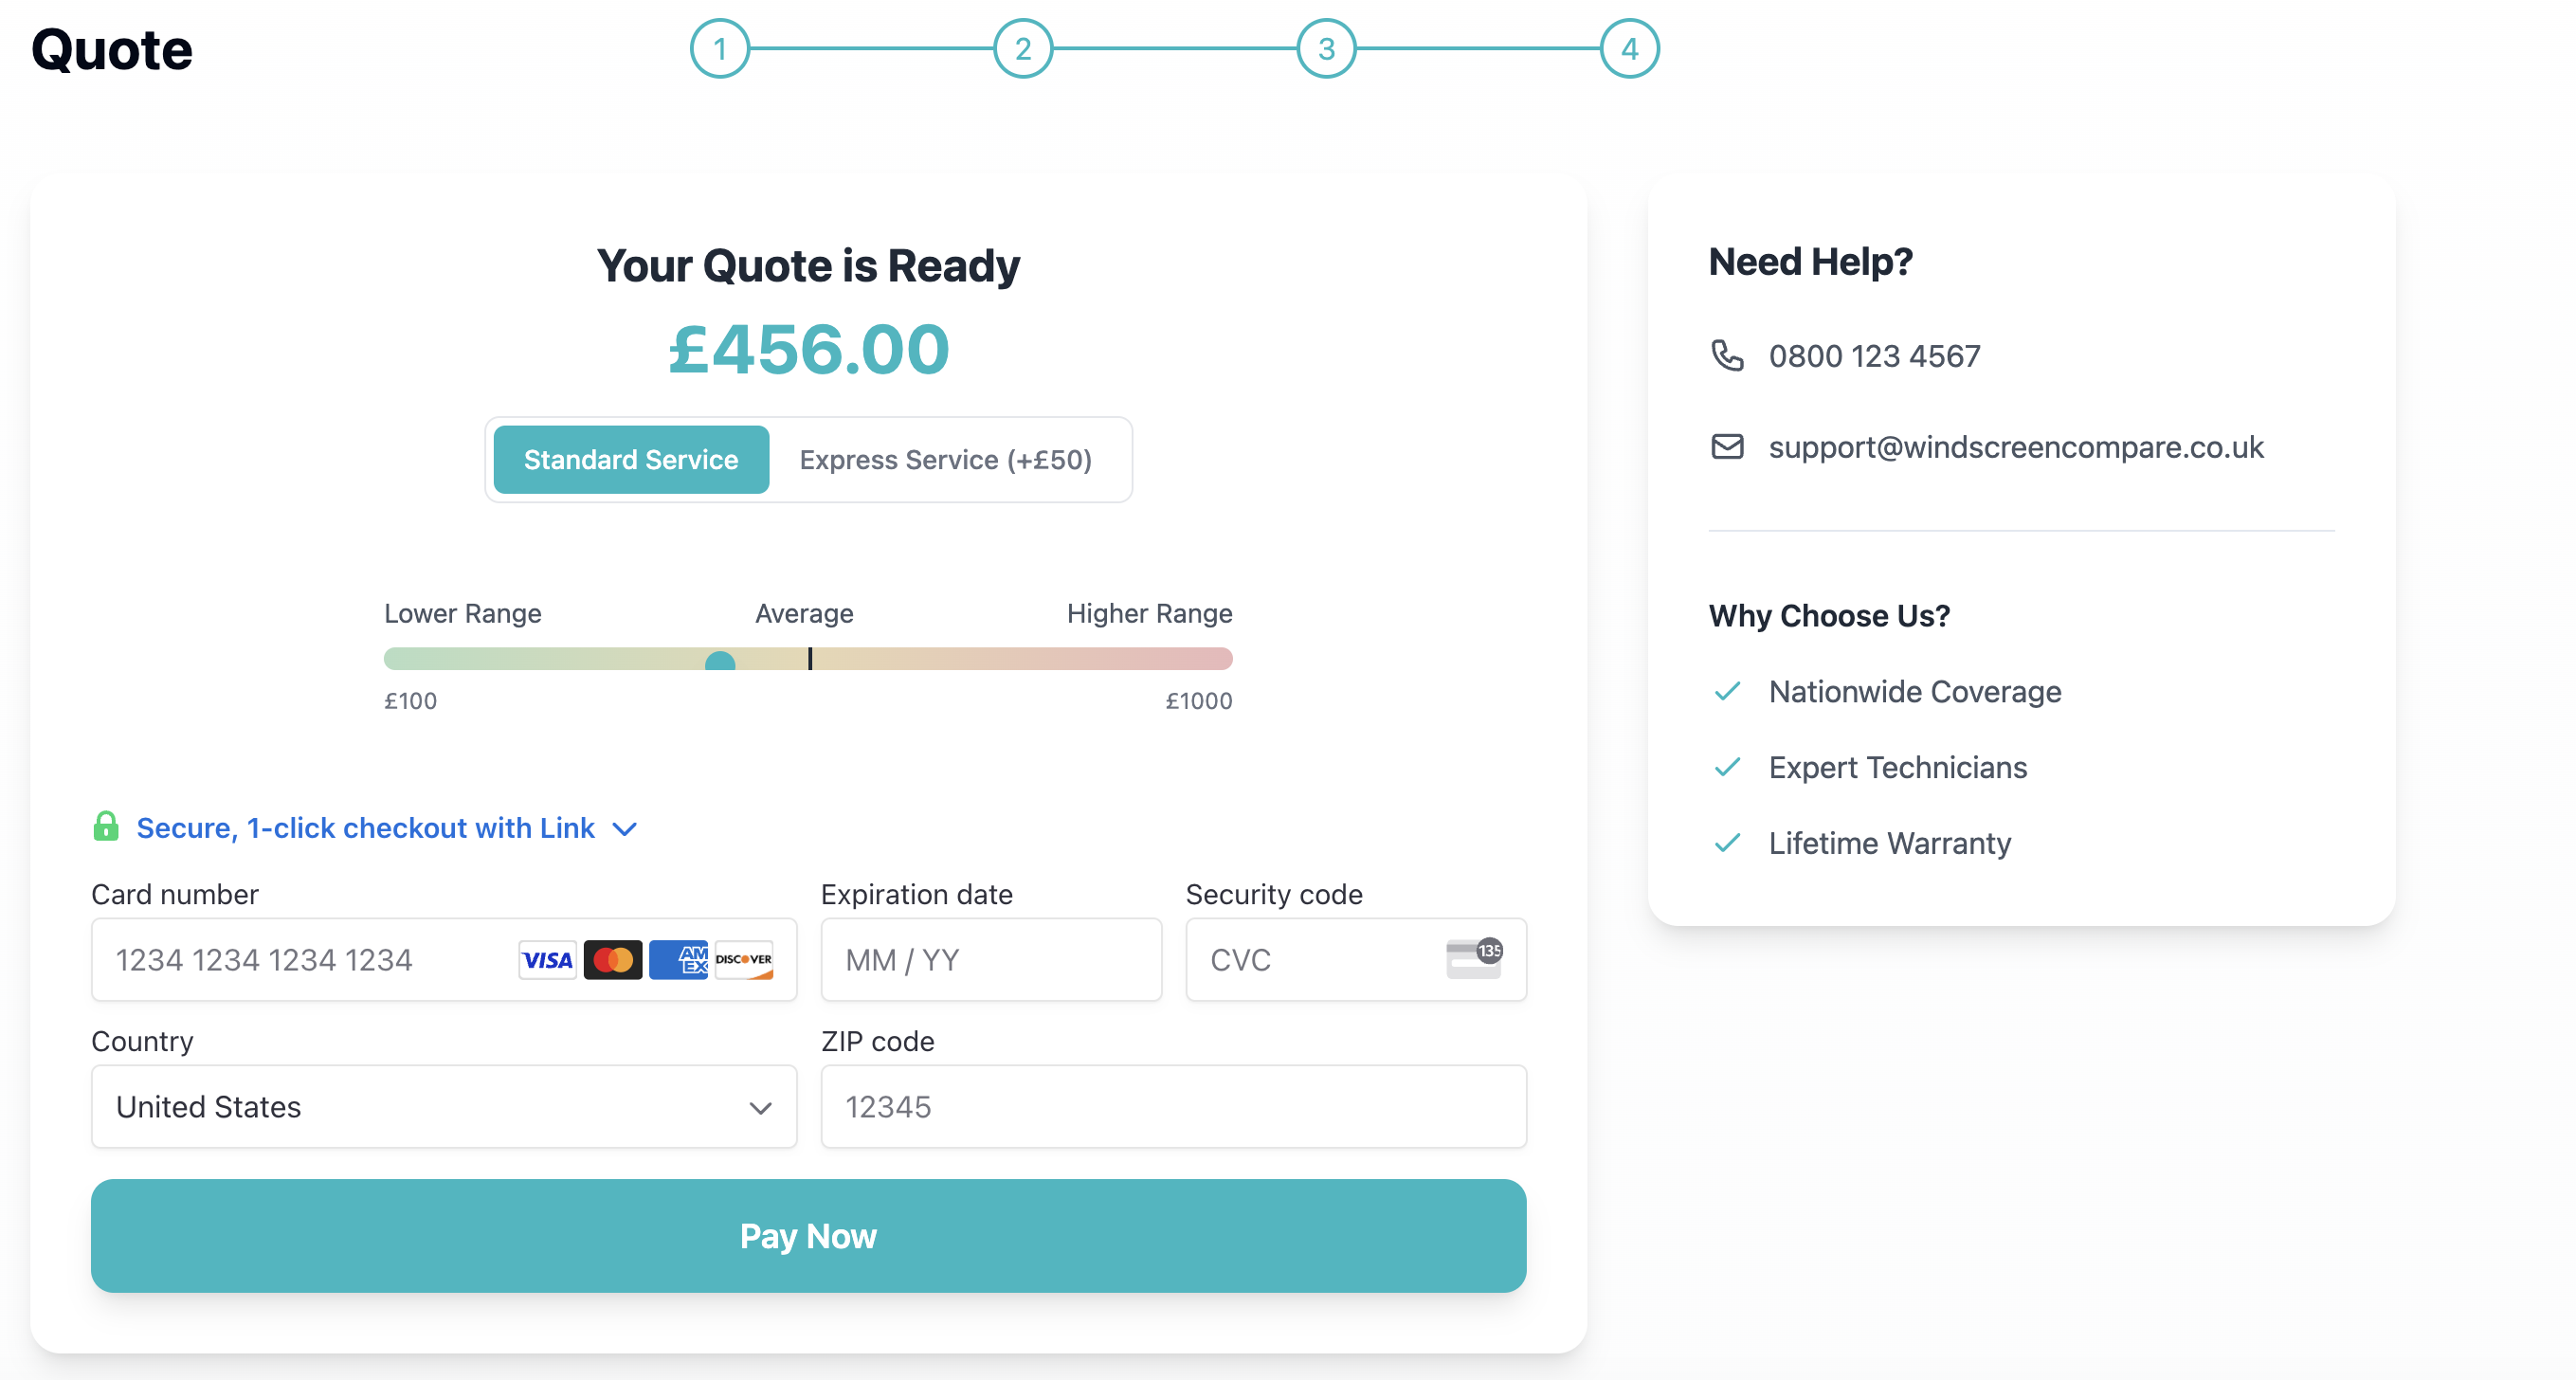 Quote
1 2 3 4
Your Quote is Ready
£456.00
Standard Service Express Service (+£50)
Lower Range Average Higher Range
£100 £1000
Secure, 1-click checkout with Link
Card number Expiration date Security code
1234 1234 1234 1234 VISA AMEX DISCOVER MM / YY CVC 135
Country ZIP code
United States 12345
Pay Now
Need Help?
0800 123 4567
support@windscreencompare.co.uk
Why Choose Us?
Nationwide Coverage
Expert Technicians
Lifetime Warranty